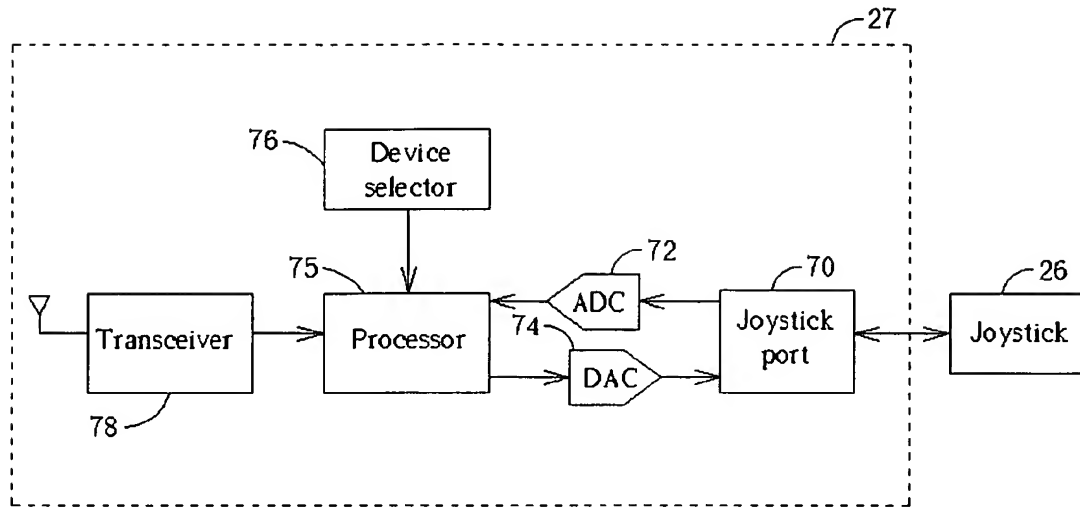 27
76
Device
selector
75
72
70
26
ADC
Transceiver
Processor
74
Joystick
port
Joystick
DAC
78